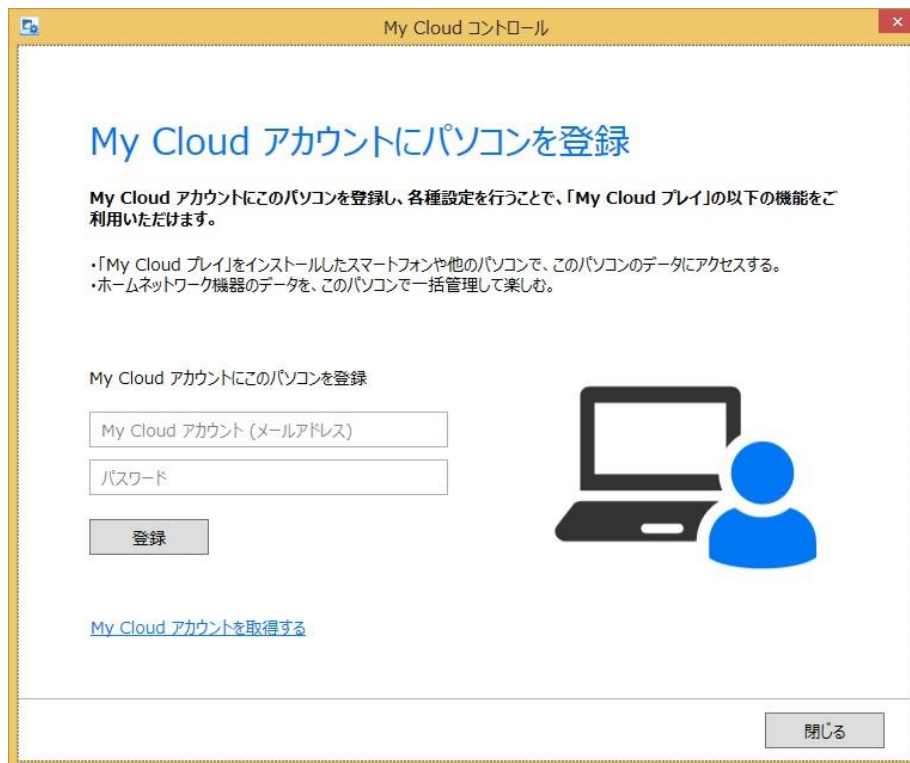 My Cloud コントロール
My Cloud アカウントにパソコンを登録
My Cloud アカウントにこのパソコンを登録し、各種設定を行うことで、「My Cloud プレイ」の以下の機能をご
利用いただけます。
・「My Cloud プレイ」をインストールしたスマートフォンや他のパソコンで、このパソコンのデータにアクセスする。
・ホームネットワーク機器のデータを、このパソコンで一括管理して楽しむ。
My Cloud アカウントにこのパソコンを登録
My Cloud アカウント (メールアドレス)
パスワード
登録
My Cloud アカウントを取得する
閉じる